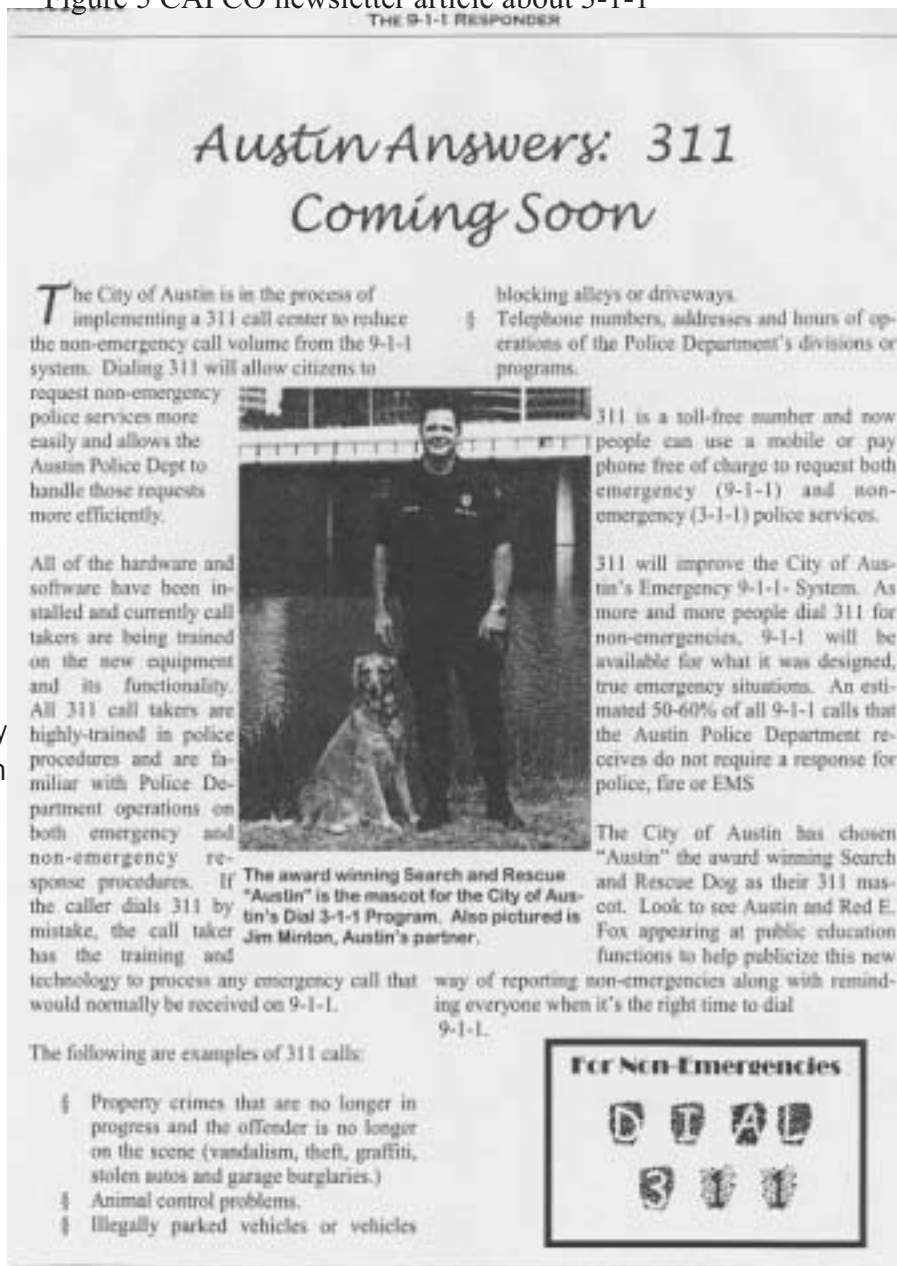 Figure 5 CAPCO newsletter article about 3-1-1
THE 9-1-1 RESPONDER
Austin Answers: 311
Coming Soon
The City of Austin is in the process of
implementing a 311 call center to reduce
the non-emergency call volume from the 9-1-1
system. Dialing 311 will allow citizens to
request non-emergency
police services more
easily and allows the
Austin Police Dept to
handle those requests
more efficiently.
All of the hardware and
software have been in-
stalled and currently call
takers are being trained
on the new equipment
and its functionality.
All 311 call takers are
highly-trained in police
procedures and are fa-
miliar with Police De-
partment operations on
both emergency and
non-emergency re-
sponse procedures. If
the caller dials 311 by
mistake, the call taker
has the training and
technology to process any emergency call that
would normally be received on 9-1-1.
The following are examples of 311 calls:
§ Property crimes that are no longer in
progress and the offender is no longer
on the scene (vandalism, theft, graffiti,
stolen autos and garage burglaries.)
§ Animal control problems.
§ Illegally parked vehicles or vehicles
blocking alleys or driveways.
§ Telephone numbers, addresses and hours of op-
erations of the Police Department's divisions or
programs.
311 is a toll-free number and now
people can use a mobile or pay
phone free of charge to request both
emergency (9-1-1) and non-
emergency (3-1-1) police services.
311 will improve the City of Aus-
tin's Emergency 9-1-1- System. As
more and more people dial 311 for
non-emergencies, 9-1-1 will be
available for what it was designed,
true emergency situations. An esti-
mated 50-60% of all 9-1-1 calls that
the Austin Police Department re-
ceives do not require a response for
police, fire or EMS
The City of Austin has chosen
"Austin" the award winning Search
and Rescue Dog as their 311 mas-
cot. Look to see Austin and Red E.
Fox appearing at public education
functions to help publicize this new
way of reporting non-emergencies along with remind-
ing everyone when it's the right time to dial
9-1-1.
The award winning Search and Rescue
"Austin" is the mascot for the City of Aus-
tin's Dial 3-1-1 Program. Also pictured is
Jim Minton, Austin's partner.
For Non-Emergencies
DIAL
311